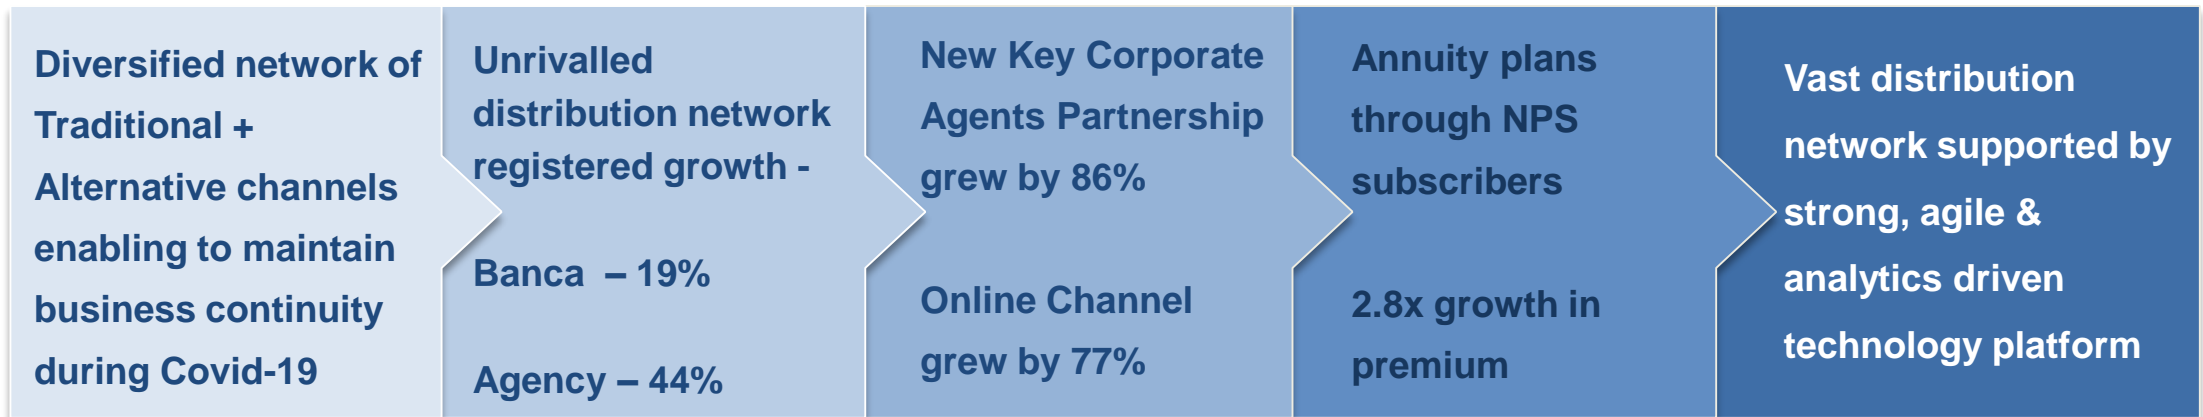 Diversified network of
Traditional +
Alternative channels
enabling to maintain
business continuity
during Covid-19
Unrivalled
distribution network
registered growth -
Banca – 19%
Agency – 44%
New Key Corporate
Agents Partnership
grew by 86%
Online Channel
grew by 77%
Annuity plans
through NPS
subscribers
2.8x growth in
premium
Vast distribution
network supported by
strong, agile &
analytics driven
technology platform